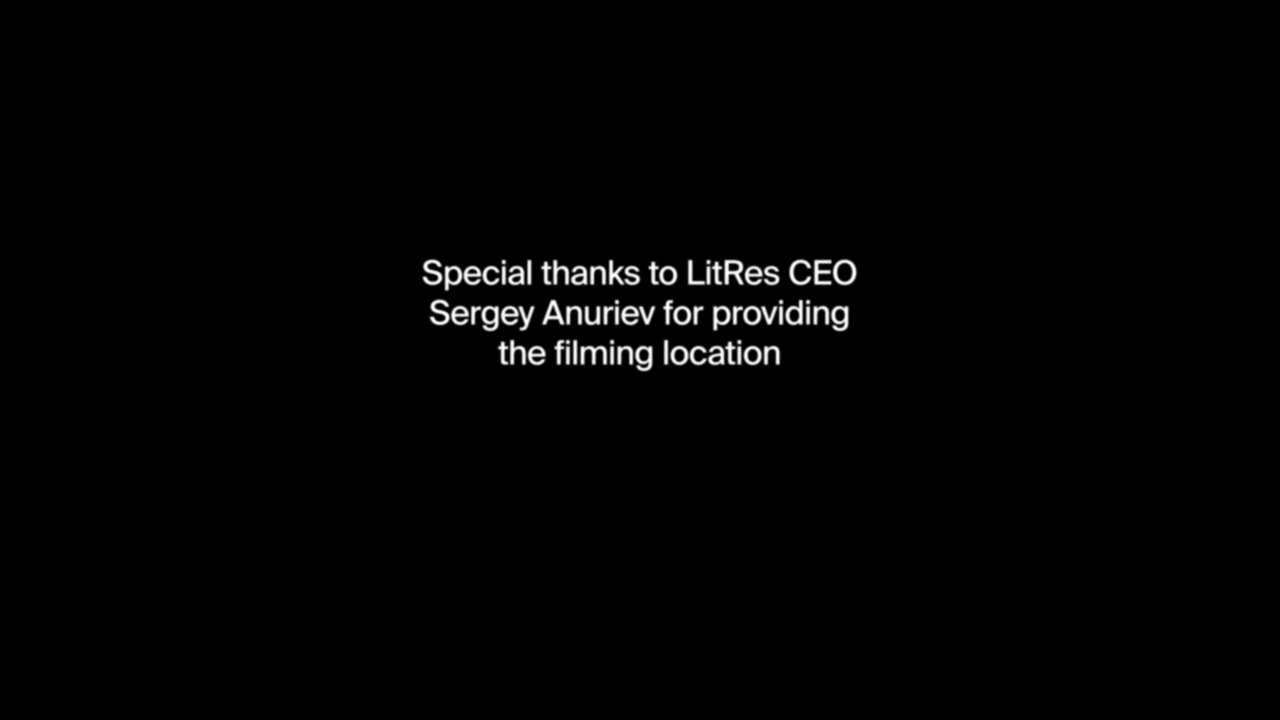 Special thanks to LitRes CEO
Sergey Anuriev for providing
the filming location